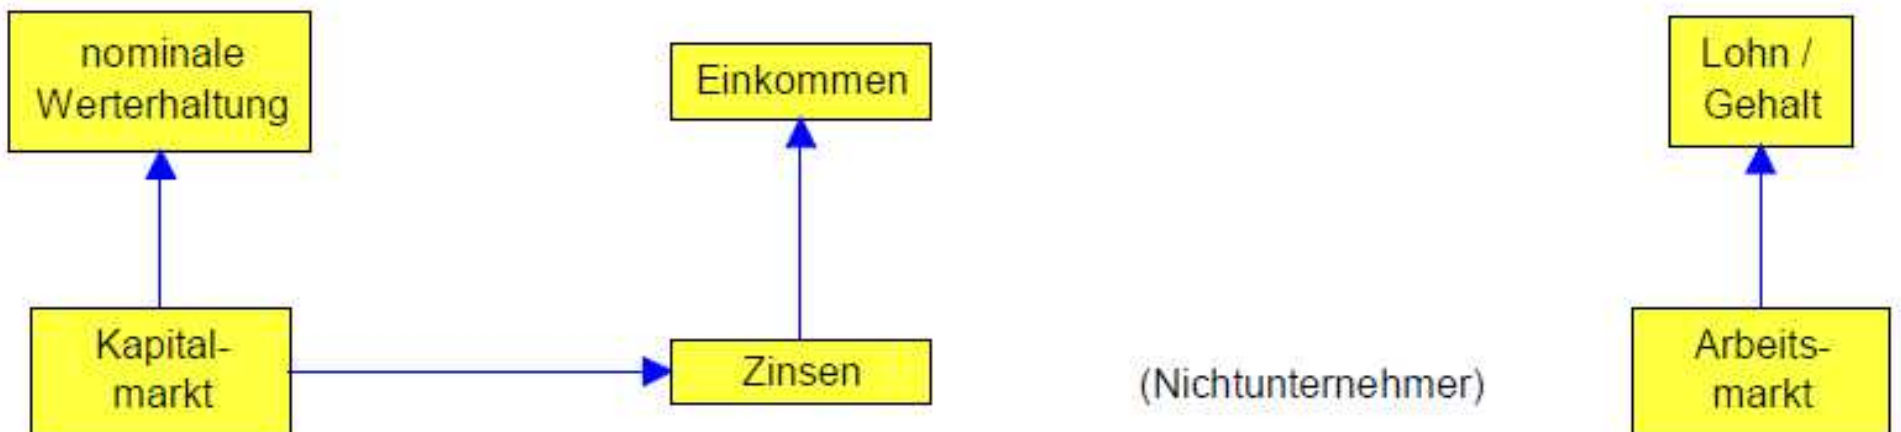 nominale
Werterhaltung
Einkommen
Lohn /
Gehalt
Kapital-
markt
Zinsen
(Nichtunternehmer)
Arbeits-
markt